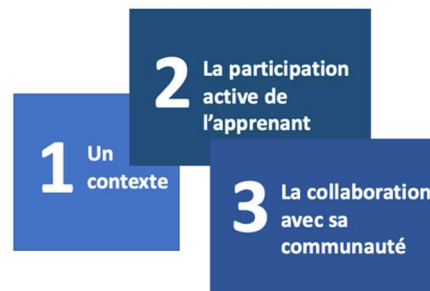 1 Un
contexte
2 La participation
active de
l'apprenant
3 La collaboration
avec sa
communauté